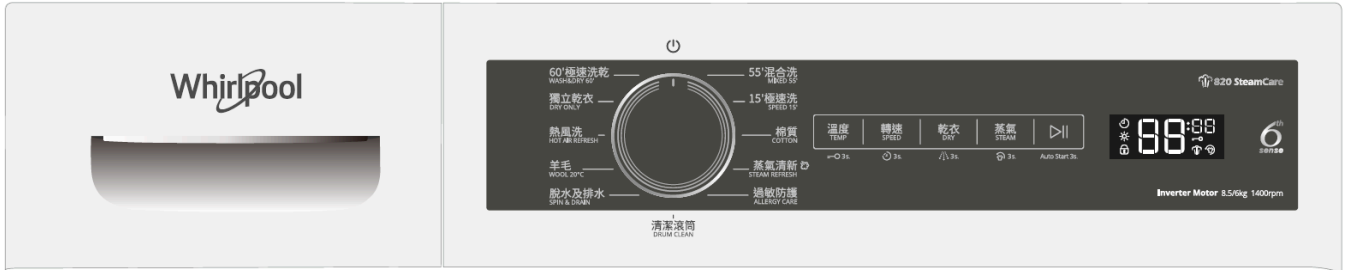 Whirlpool
60'極速洗乾
WASH&DRY 60'
獨立乾衣
DRY ONLY
熱風洗
HOT AIR REFRESH
羊毛
WOOL 20°C
脫水及排水
SPIN & DRAIN
清潔滾筒
DRUM CLEAN
55'混合洗
MIXED 55'
15'極速洗
SPEED 15'
棉質
COTTON
蒸氣清新
STEAM REFRESH
過敏防護
ALLERGY CARE
溫度
TEMP
轉速
SPEED
乾衣
DRY
蒸氣
STEAM
3s.
3s.
3s.
3s.
Auto Start 3s.
820 SteamCare
88:88
6th
sense
Inverter Motor 8.5/6kg 1400rpm